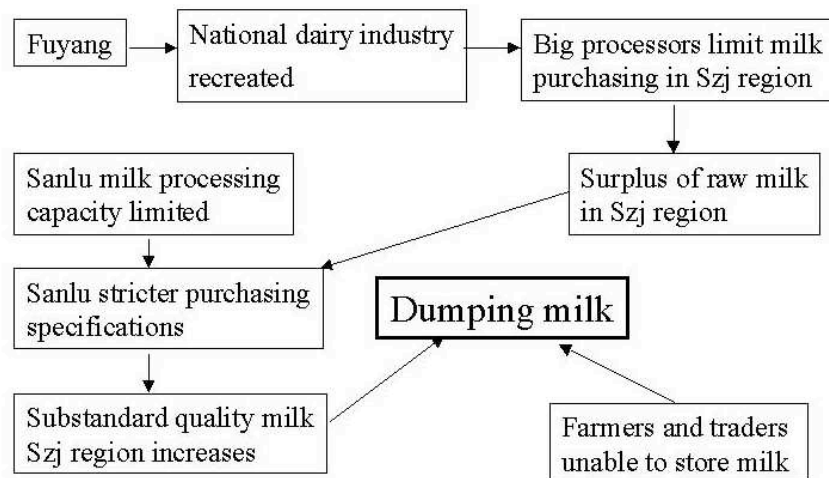 Fuyang
National dairy industry
recreated
Big processors limit milk
purchasing in Szj region
Sanlu milk processing
capacity limited
Surplus of raw milk
in Szj region
Sanlu stricter purchasing
specifications
Dumping milk
Substandard quality milk
Szj region increases
Farmers and traders
unable to store milk